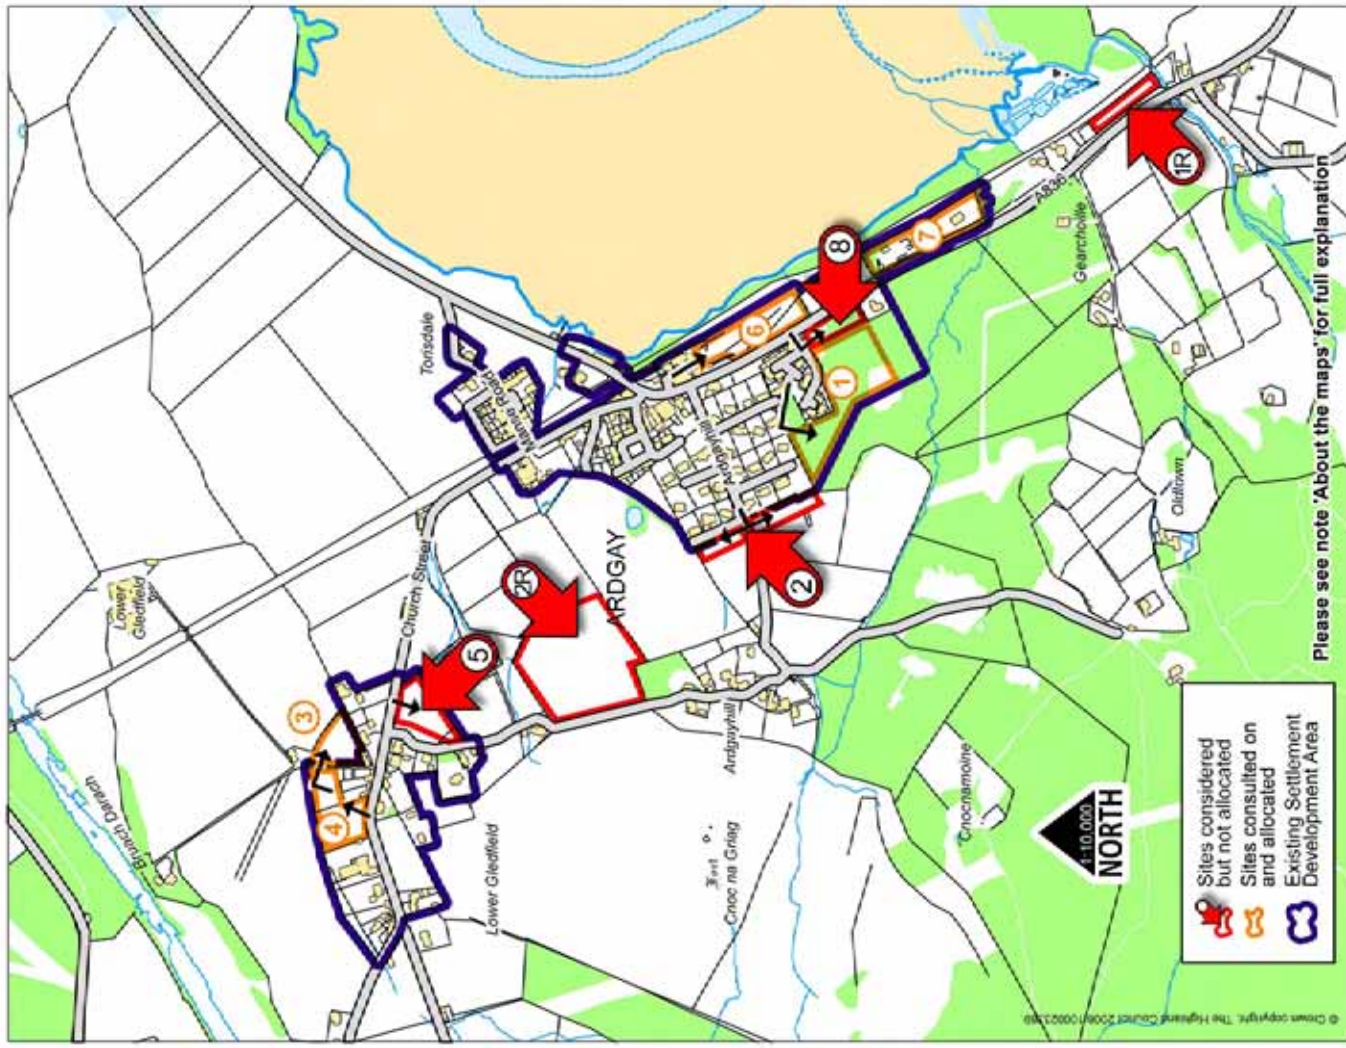 Torisdale
Manse Road
Lower
Gledfield
Church Street
Bruach Darach
3
4
5
2R
ARDGAY
Ardgayhill
6
8
7
1
A836
1R
Gearchoille
2
Oldtown
Ardgayhill
Lower Gledfield
Fort
Cnoc na Griag
Cnocnamoine
1:10,000
NORTH
Sites considered
but not allocated
Sites consulted on
and allocated
Existing Settlement
Development Area
Please see note 'About the maps' for full explanation
© Crown copyright. The Highland Council 2008